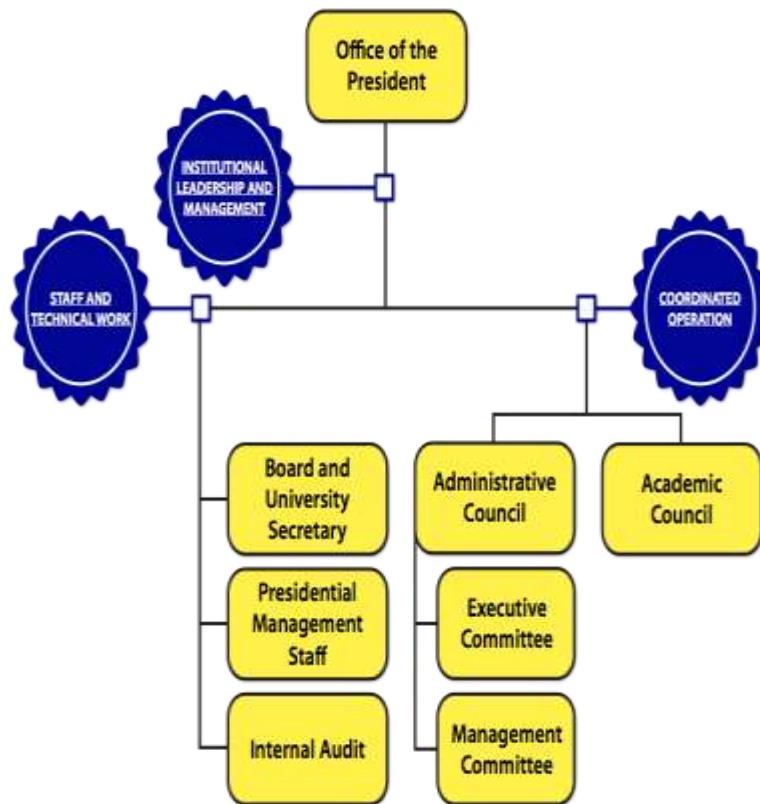 Office of the
President
INSTITUTIONAL
LEADERSHIP AND
MANAGEMENT
STAFF AND
TECHNICAL WORK
COORDINATED
OPERATION
Board and
University
Secretary
Administrative
Council
Academic
Council
Presidential
Management
Staff
Executive
Committee
Internal Audit
Management
Committee